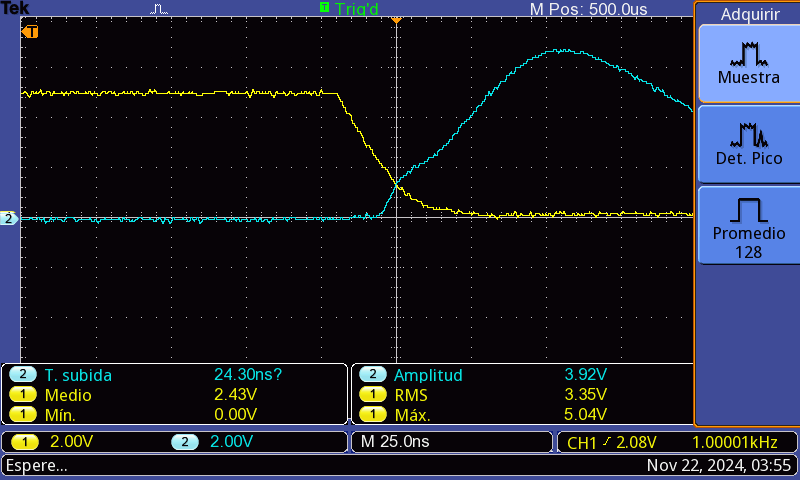 Tek T Trig'd M Pos: 500.0us
Adquirir
T
Muestra
Det. Pico
2
Promedio
128
2 T. subida 24.30ns? 2 Amplitud 3.92V
1 Medio 2.43V 1 RMS 3.35V
1 Mín. 0.00V 1 Máx. 5.04V
1 2.00V 2 2.00V M 25.0ns CH1 2.08V 1.00001kHz
Espere... Nov 22, 2024, 03:55